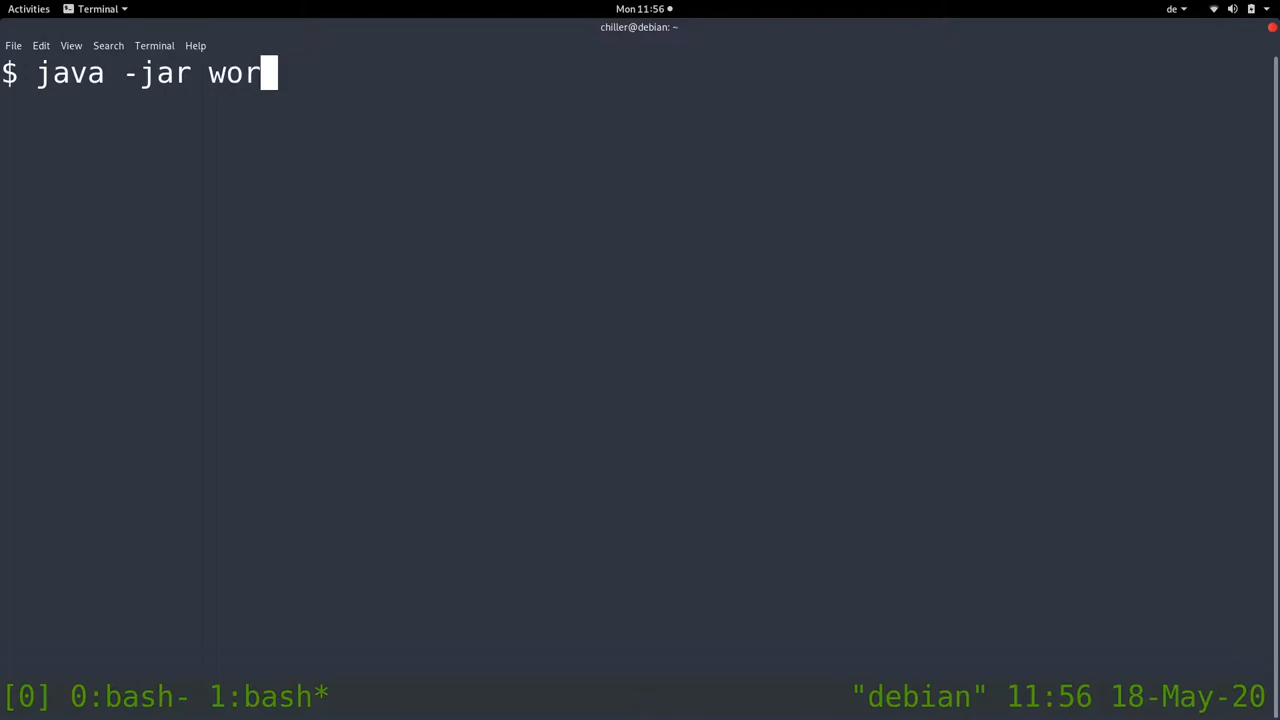 Activities Terminal Mon 11:56 de
chiller@debian: ~
File Edit View Search Terminal Help
$ java -jar wor
[0] 0:bash- 1:bash* "debian" 11:56 18-May-20